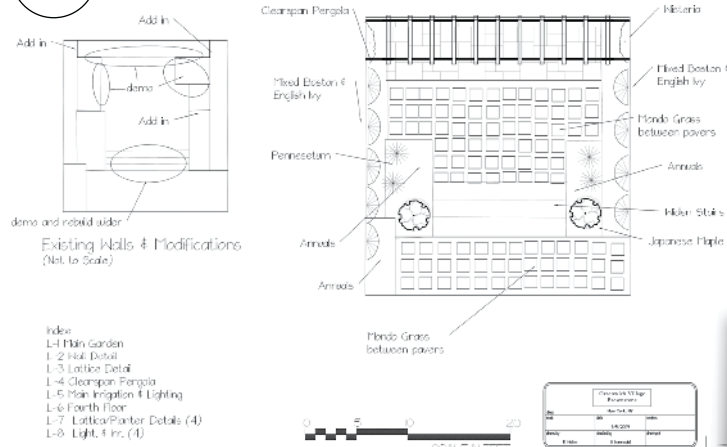 Add in
Add in
demo
Add in
demo and rebuild wider
Existing Walls & Modifications
(Not to Scale)
Clearspan Pergola
Wisteria
Mixed Boston &
English Ivy
Mixed Boston &
English Ivy
Mondo Grass
between pavers
Pennesetum
Annuals
Widen Stairs
Japanese Maple
Annuals
Annuals
Mondo Grass
between pavers
Index
L-1 Main Garden
L-2 Wall Detail
L-3 Lattice Detail
L-4 Clearspan Pergola
L-5 Main Irrigation & Lighting
L-6 Fourth Floor
L-7 Lattice/Planter Details (4)
L-8 Light. & Irr. (4)
0 5 10 20
Greenwich Village